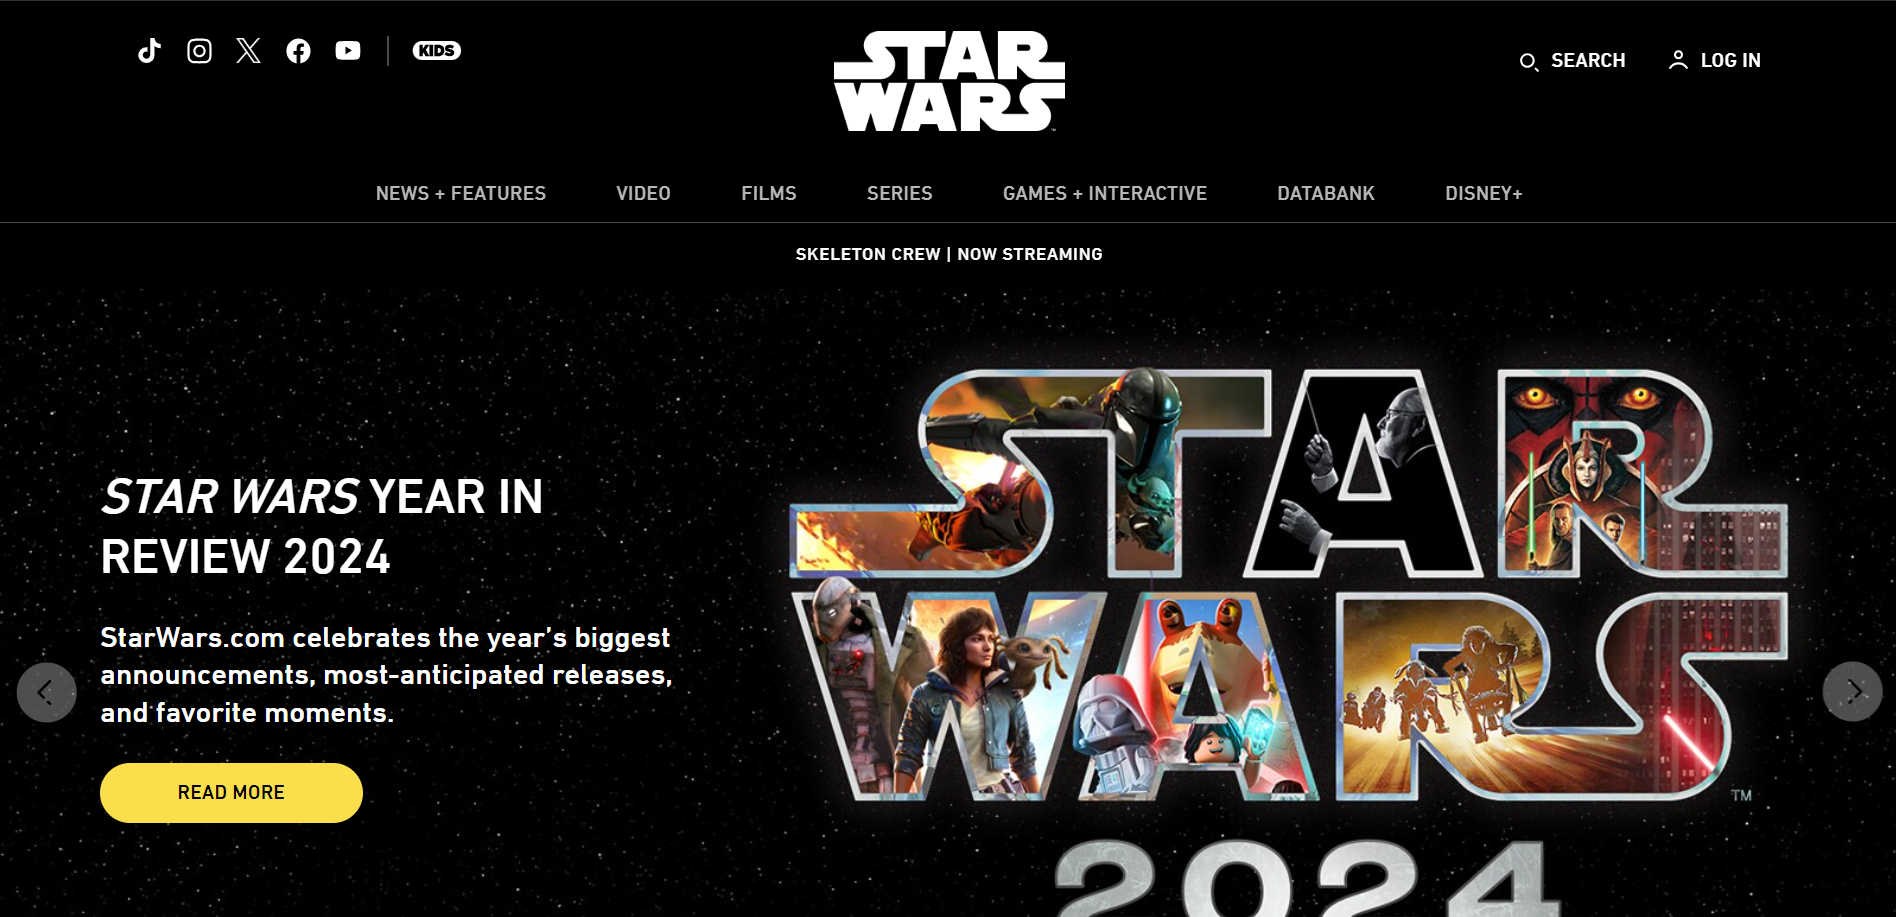 KIDS
STAR
WARS
SEARCH
LOG IN
NEWS + FEATURES
VIDEO
FILMS
SERIES
GAMES + INTERACTIVE
DATABANK
DISNEY+
SKELETON CREW | NOW STREAMING
STAR WARS YEAR IN
REVIEW 2024
StarWars.com celebrates the year’s biggest
announcements, most-anticipated releases,
and favorite moments.
READ MORE
STAR
WARS
TM
2024